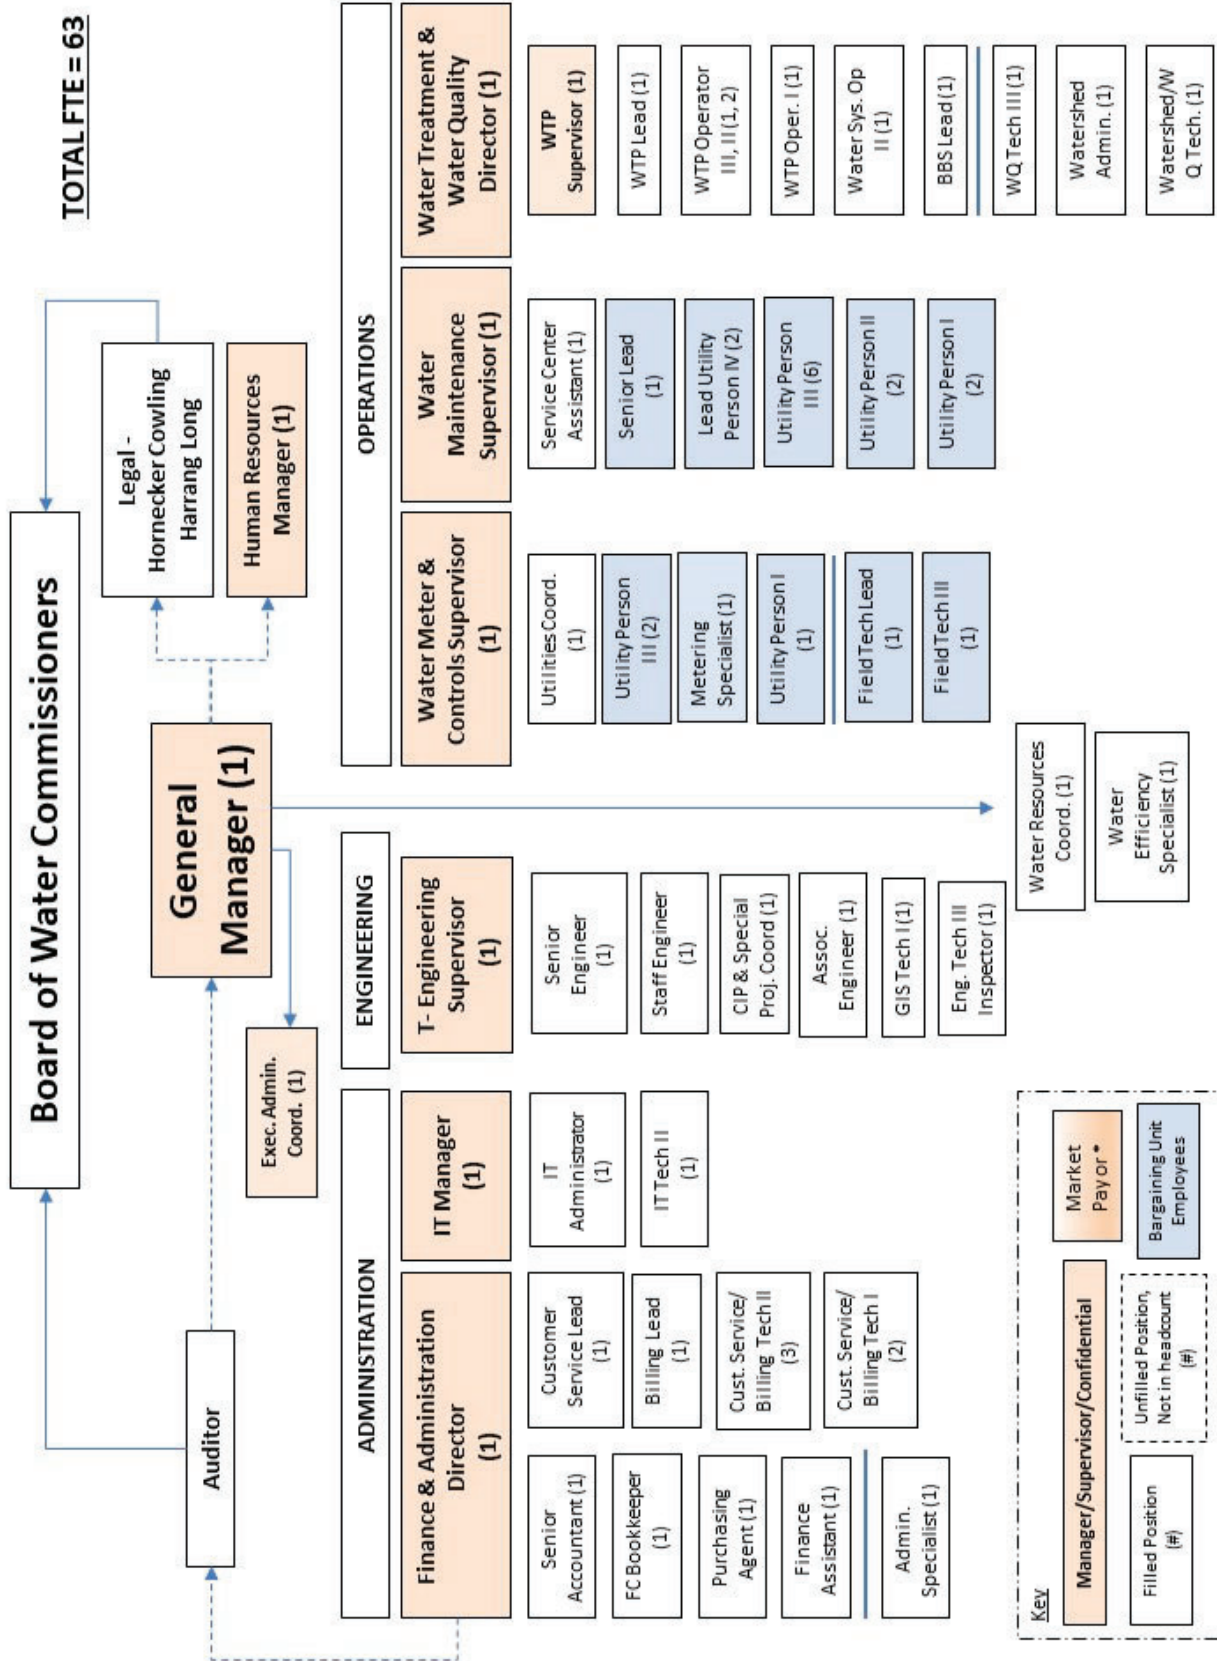 TOTAL FTE = 63
Board of Water Commissioners
Auditor
General
Manager (1)
Legal -
Hornecker Cowling
Harrang Long
Human Resources
Manager (1)
Exec. Admin.
Coord. (1)
ADMINISTRATION
ENGINEERING
OPERATIONS
Finance & Administration
Director
(1)
IT Manager
(1)
T- Engineering
Supervisor
(1)
Water Meter &
Controls Supervisor
(1)
Water
Maintenance
Supervisor (1)
Water Treatment &
Water Quality
Director (1)
Senior
Accountant (1)
FC Bookkeeper
(1)
Purchasing
Agent (1)
Finance
Assistant (1)
Admin.
Specialist (1)
Customer
Service Lead
(1)
Billing Lead
(1)
Cust. Service/
Billing Tech II
(3)
Cust. Service/
Billing Tech I
(2)
IT
Administrator
(1)
IT Tech II
(1)
Senior
Engineer
(1)
Staff Engineer
(1)
CIP & Special
Proj. Coord (1)
Assoc.
Engineer (1)
GIS Tech I (1)
Eng. Tech III
Inspector (1)
Utilities Coord.
(1)
Utility Person
III (2)
Metering
Specialist (1)
Utility Person I
(1)
Field Tech Lead
(1)
Field Tech III
(1)
Service Center
Assistant (1)
Senior Lead
(1)
Lead Utility
Person IV (2)
Utility Person
III (6)
Utility Person II
(2)
Utility Person I
(2)
WTP
Supervisor (1)
WTP Lead (1)
WTP Operator
III, II (1, 2)
WTP Oper. I (1)
Water Sys. Op
II (1)
BBS Lead (1)
WQ Tech III (1)
Watershed
Admin. (1)
Watershed/W
Q Tech. (1)
Water Resources
Coord. (1)
Water
Efficiency
Specialist (1)
Key
Manager/Supervisor/Confidential
Market
Pay or *
Filled Position
(#)
Unfilled Position,
Not in headcount
(#)
Bargaining Unit
Employees